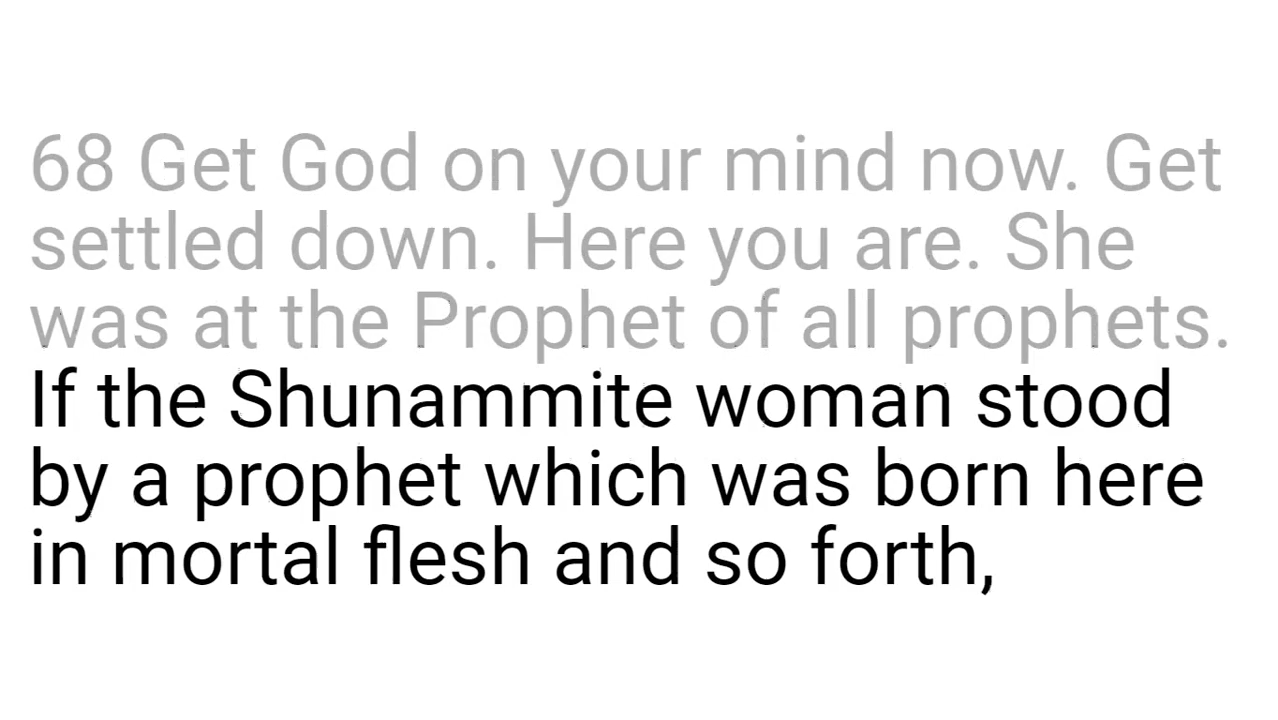 68 Get God on your mind now. Get
settled down. Here you are. She
was at the Prophet of all prophets.
If the Shunammite woman stood
by a prophet which was born here
in mortal flesh and so forth,